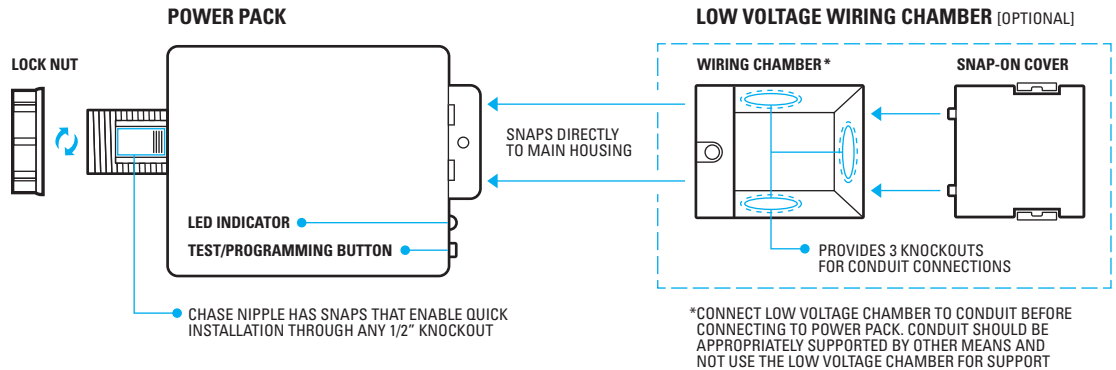 POWER PACK
LOW VOLTAGE WIRING CHAMBER [OPTIONAL]
LOCK NUT
WIRING CHAMBER*
SNAP-ON COVER
SNAPS DIRECTLY
TO MAIN HOUSING
LED INDICATOR
TEST/PROGRAMMING BUTTON
PROVIDES 3 KNOCKOUTS
FOR CONDUIT CONNECTIONS
CHASE NIPPLE HAS SNAPS THAT ENABLE QUICK
INSTALLATION THROUGH ANY 1/2” KNOCKOUT
*CONNECT LOW VOLTAGE CHAMBER TO CONDUIT BEFORE
CONNECTING TO POWER PACK. CONDUIT SHOULD BE
APPROPRIATELY SUPPORTED BY OTHER MEANS AND
NOT USE THE LOW VOLTAGE CHAMBER FOR SUPPORT